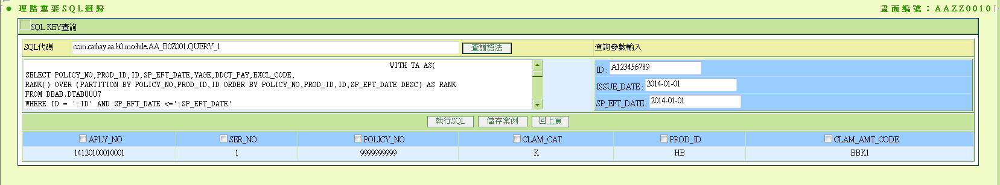 ● 理賠重要SQL迴歸 畫面編號：AAZZ0010
SQL KEY查詢
SQL代碼 com.cathay.aa.b0.module.AA_B0Z001.QUERY_1 查詢語法 查詢參數輸入
WITH TA AS(
SELECT POLICY_NO,PROD_ID,ID,SP_EFT_DATE,YAGE,DDCT_PAY,EXCL_CODE,
RANK() OVER (PARTITION BY POLICY_NO,PROD_ID,ID ORDER BY POLICY_NO,PROD_ID,ID,SP_EFT_DATE DESC) AS RANK
FROM DBAB.DTAB0007
WHERE ID = ':ID' AND SP_EFT_DATE <=':SP_EFT_DATE'
ID : A123456789
ISSUE_DATE : 2014-01-01
SP_EFT_DATE : 2014-01-01
執行SQL 儲存案例 回上頁
APLY_NO SER_NO POLICY_NO CLAM_CAT PROD_ID CLAM_AMT_CODE
14120100010001 1 9999999999 K HB BBK1